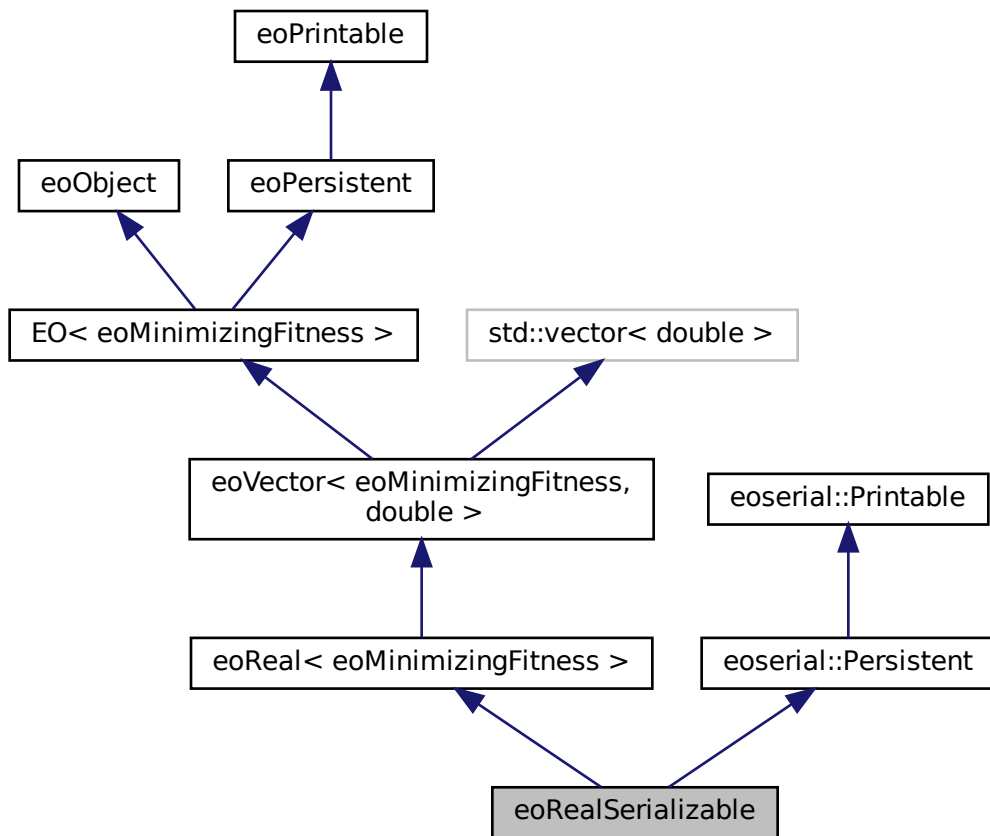 eoPrintable
eoObject
eoPersistent
EO< eoMinimizingFitness >
std::vector< double >
eoVector< eoMinimizingFitness,
double >
eoserial::Printable
eoReal< eoMinimizingFitness >
eoserial::Persistent
eoRealSerializable